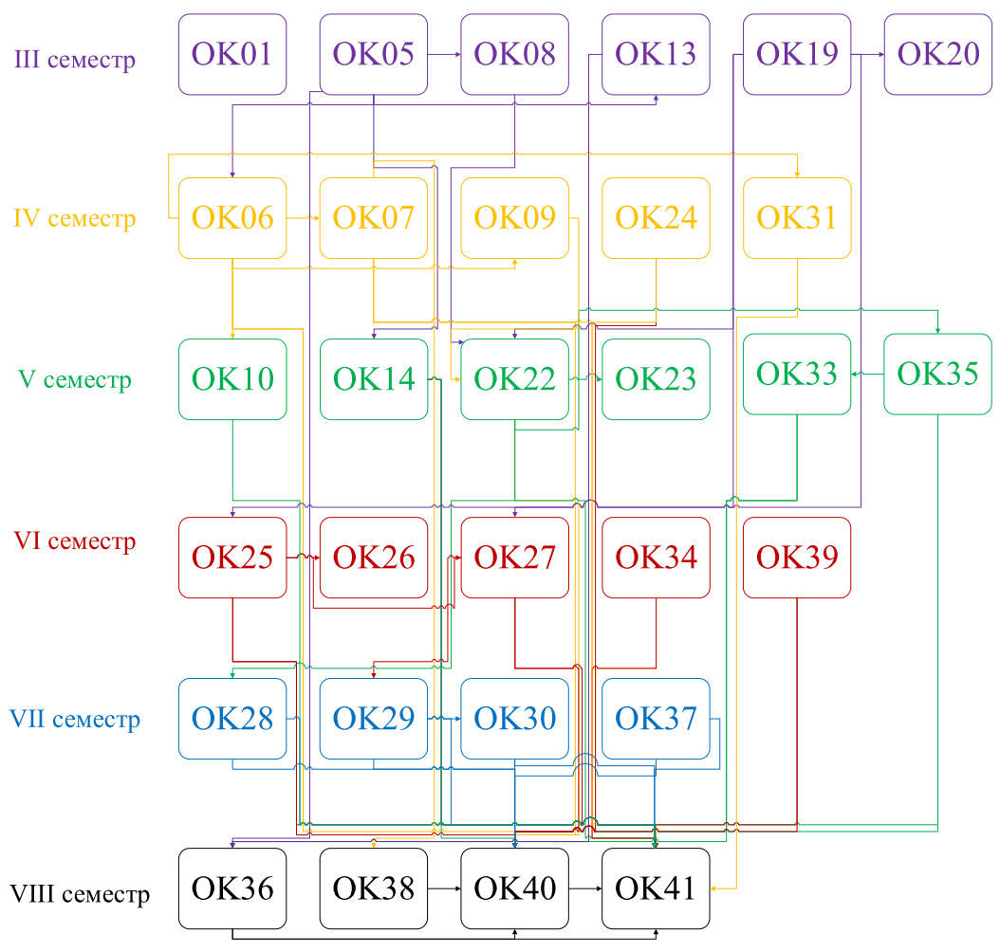 III семестр OK01 OK05 OK08 OK13 OK19 OK20
IV семестр OK06 OK07 OK09 OK24 OK31
V семестр OK10 OK14 OK22 OK23 OK33 OK35
VI семестр OK25 OK26 OK27 OK34 OK39
VII семестр OK28 OK29 OK30 OK37
VIII семестр OK36 OK38 OK40 OK41